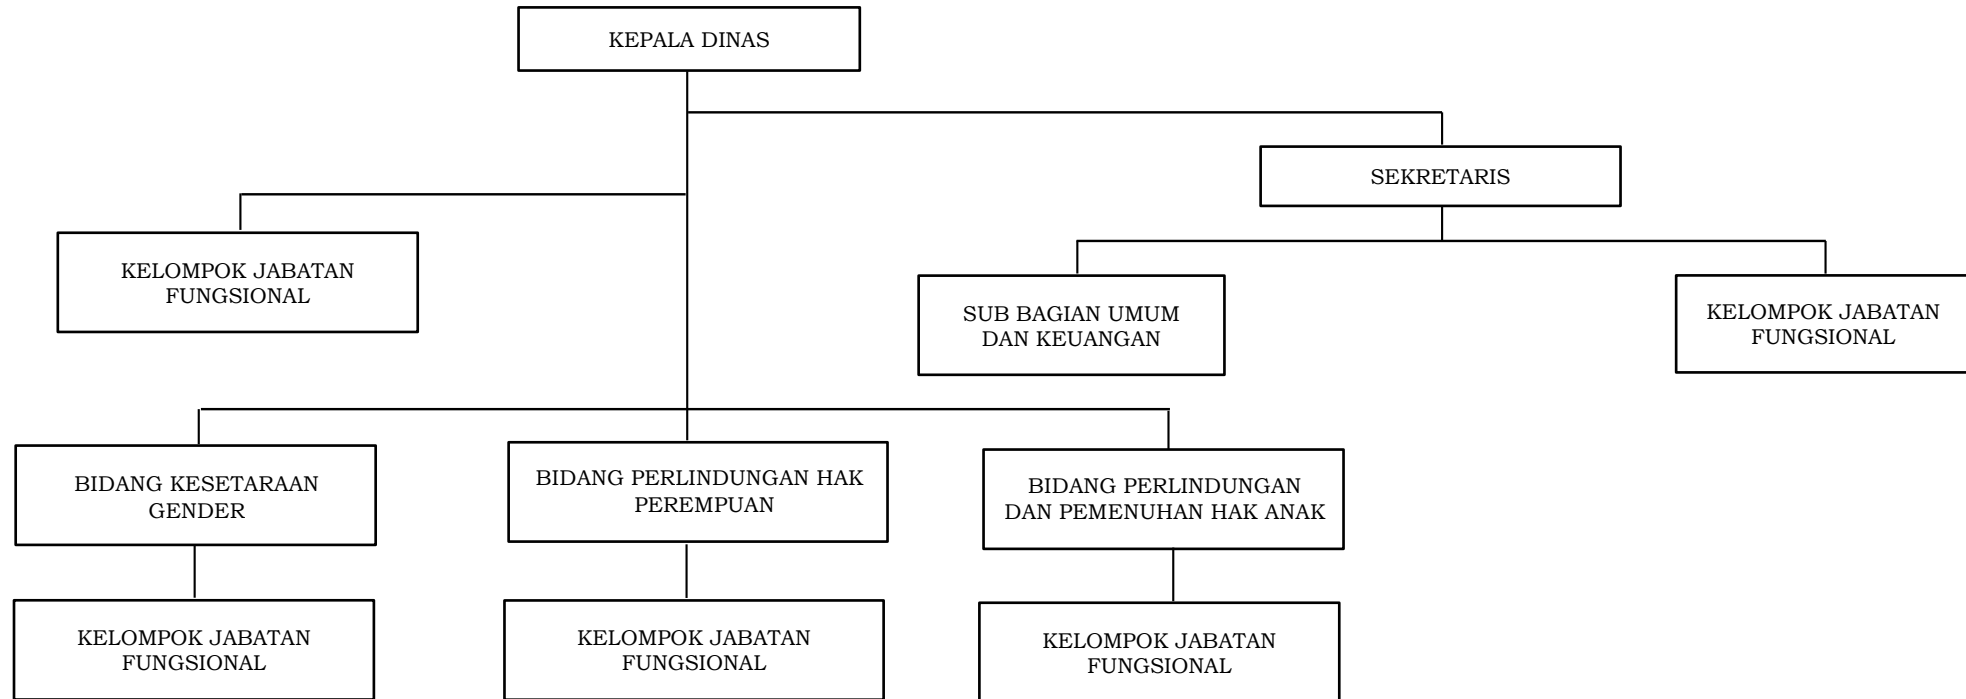 KEPALA DINAS
SEKRETARIS
KELOMPOK JABATAN
FUNGSIONAL
SUB BAGIAN UMUM
DAN KEUANGAN
KELOMPOK JABATAN
FUNGSIONAL
BIDANG KESETARAAN
GENDER
BIDANG PERLINDUNGAN HAK
PEREMPUAN
BIDANG PERLINDUNGAN
DAN PEMENUHAN HAK ANAK
KELOMPOK JABATAN
FUNGSIONAL
KELOMPOK JABATAN
FUNGSIONAL
KELOMPOK JABATAN
FUNGSIONAL